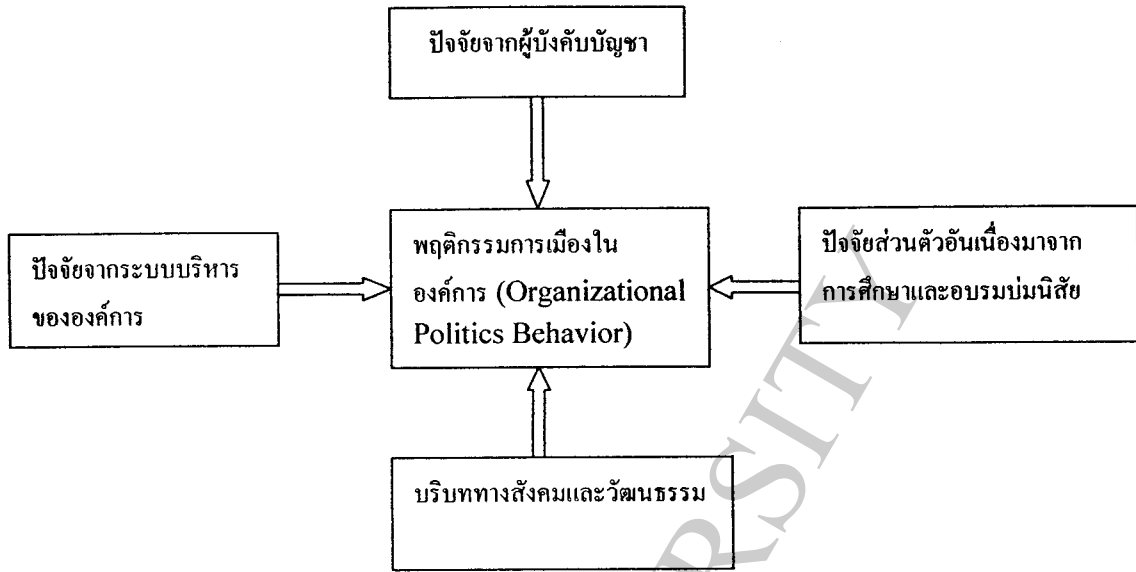 ปัจจัยจากผู้บังคับบัญชา
ปัจจัยจากระบบบริหาร
ขององค์การ
พฤติกรรมการเมืองใน
องค์การ (Organizational
Politics Behavior)
ปัจจัยส่วนตัวอันเนื่องมาจาก
การศึกษาและอบรมบ่มนิสัย
บริบททางสังคมและวัฒนธรรม
RSITY